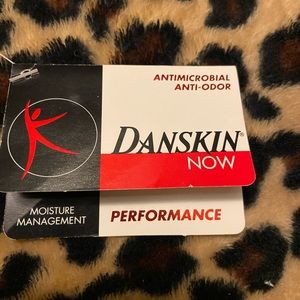 ANTIMICROBIAL
ANTI-ODOR
DANSKIN®
NOW
MOISTURE
MANAGEMENT
PERFORMANCE